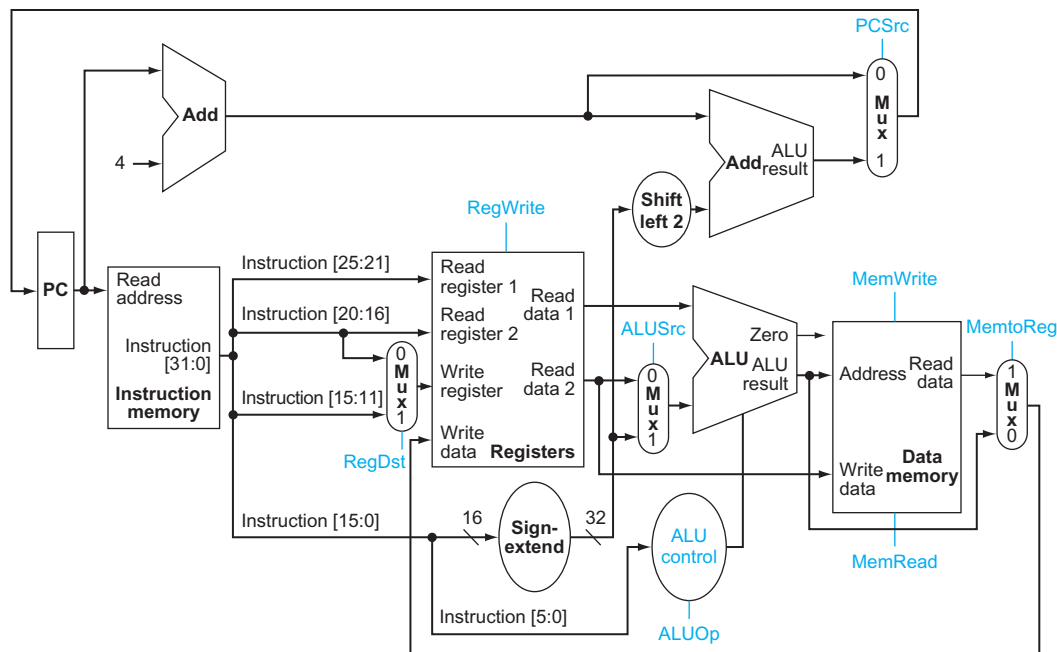 PCSrc
0
M
u
x
1
Add
4
Add
ALU
result
Shift
left 2
RegWrite
PC
Read
address
Instruction
[31:0]
Instruction
memory
Instruction [25:21]
Instruction [20:16]
Instruction [15:11]
0
M
u
x
1
RegDst
Read
register 1
Read
register 2
Write
register
Write
data
Read
data 1
Read
data 2
Registers
ALUSrc
0
M
u
x
1
Zero
ALU
ALU
result
MemWrite
Address
Read
data
Write
data
Data
memory
MemRead
MemtoReg
1
M
u
x
0
Instruction [15:0]
16
Sign-
extend
32
ALU
control
Instruction [5:0]
ALUOp